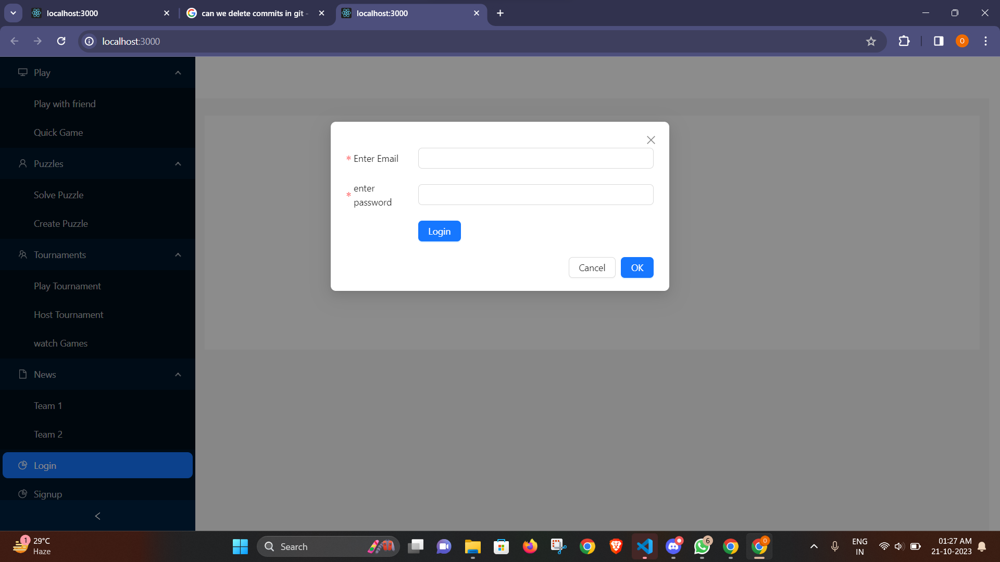 localhost:3000
can we delete commits in git -
localhost:3000
localhost:3000
O
Play
Play with friend
Quick Game
Puzzles
Solve Puzzle
Create Puzzle
Tournaments
Play Tournament
Host Tournament
watch Games
News
Team 1
Team 2
Login
Signup
* Enter Email
* enter
password
Login
Cancel
OK
1
29°C
Haze
Search
6
O
ENG
IN
01:27 AM
21-10-2023